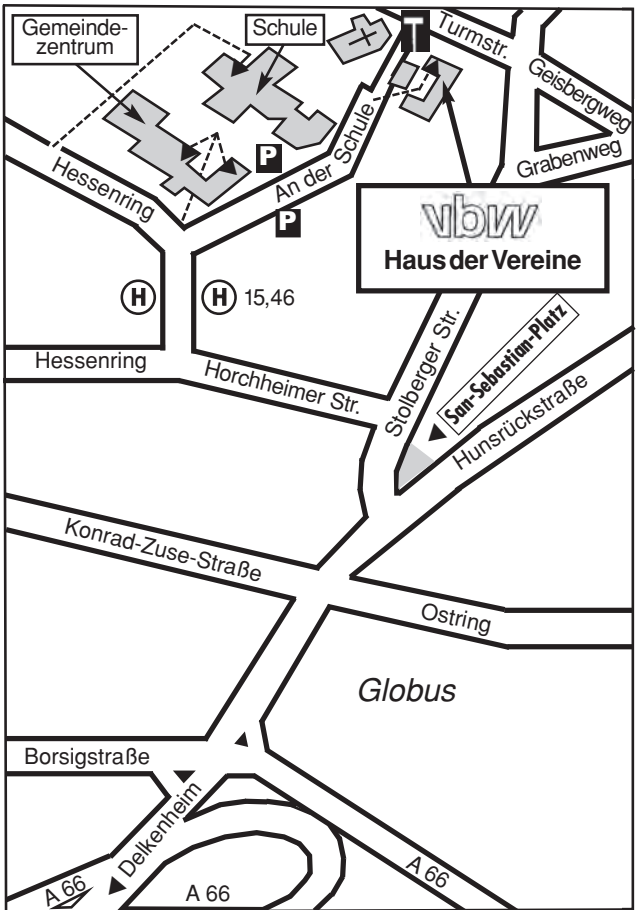 Gemeinde-
zentrum
Schule
T
Turmstr.
Geisbergweg
Grabenweg
An der Schule
P
P
Hessenring
vbw
Haus der Vereine
H
H 15,46
Hessenring
Horchheimer Str.
Stolberger Str.
San-Sebastian-Platz
Hunsrückstraße
Konrad-Zuse-Straße
Ostring
Globus
Borsigstraße
Delkenheim
A 66
A 66
A 66